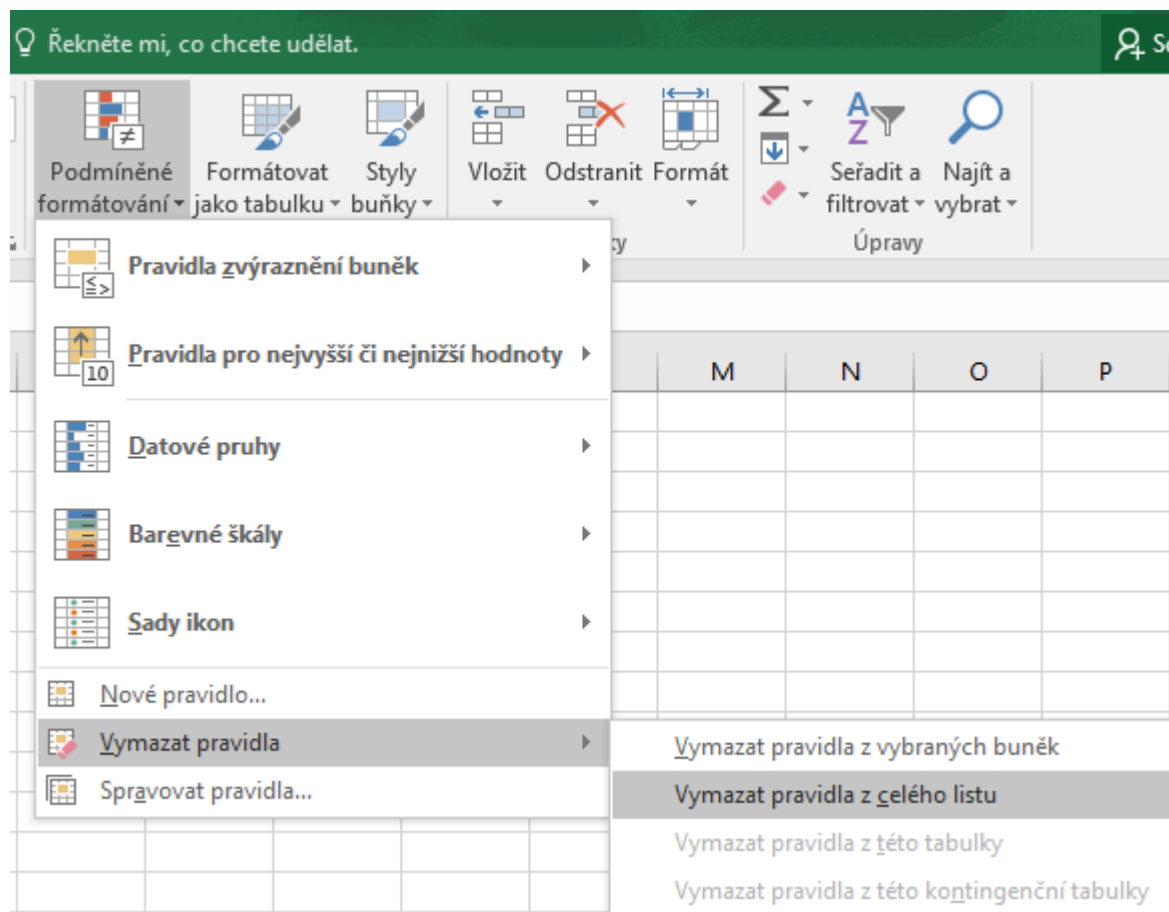 Řekněte mi, co chcete udělat.
Podmíněné formátování
Formátovat jako tabulku
Styly buňky
Vložit
Odstranit
Formát
Seřadit a filtrovat
Najít a vybrat
Úpravy
Pravidla zvýraznění buněk
Pravidla pro nejvyšší či nejnižší hodnoty
10
Datové pruhy
Barevné škály
Sady ikon
Nové pravidlo...
Vymazat pravidla
Spravovat pravidla...
Vymazat pravidla z vybraných buněk
Vymazat pravidla z celého listu
Vymazat pravidla z této tabulky
Vymazat pravidla z této kontingenční tabulky
M N O P